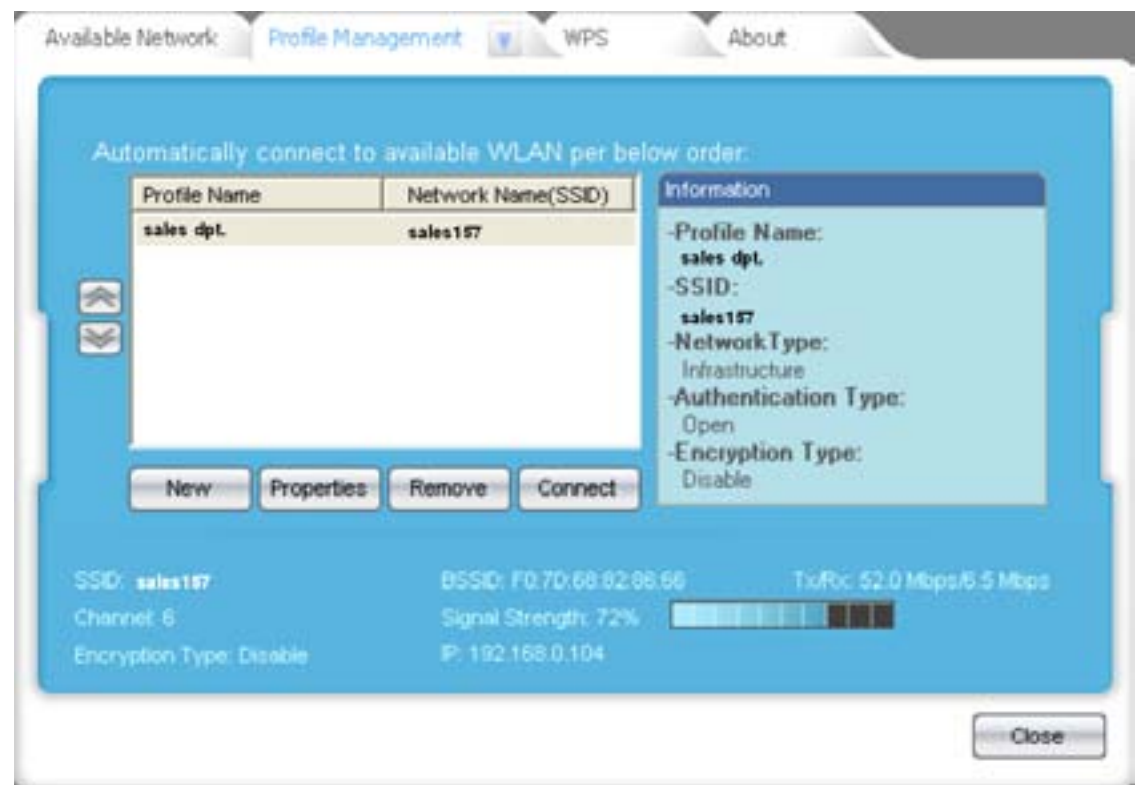 Available Network Profile Management WPS About
Automatically connect to available WLAN per below order:
Profile Name Network Name(SSID)
sales dpt. sales157
Information
-Profile Name:
sales dpt.
-SSID:
sales157
-NetworkType:
Infrastructure
-Authentication Type:
Open
-Encryption Type:
Disable
New Properties Remove Connect
SSID: sales157 BSSID: F0:7D:68:82:86:66 Tx/Rx: 52.0 Mbps/6.5 Mbps
Channel: 6 Signal Strength: 72%
Encryption Type: Disable IP: 192.168.0.104
Close